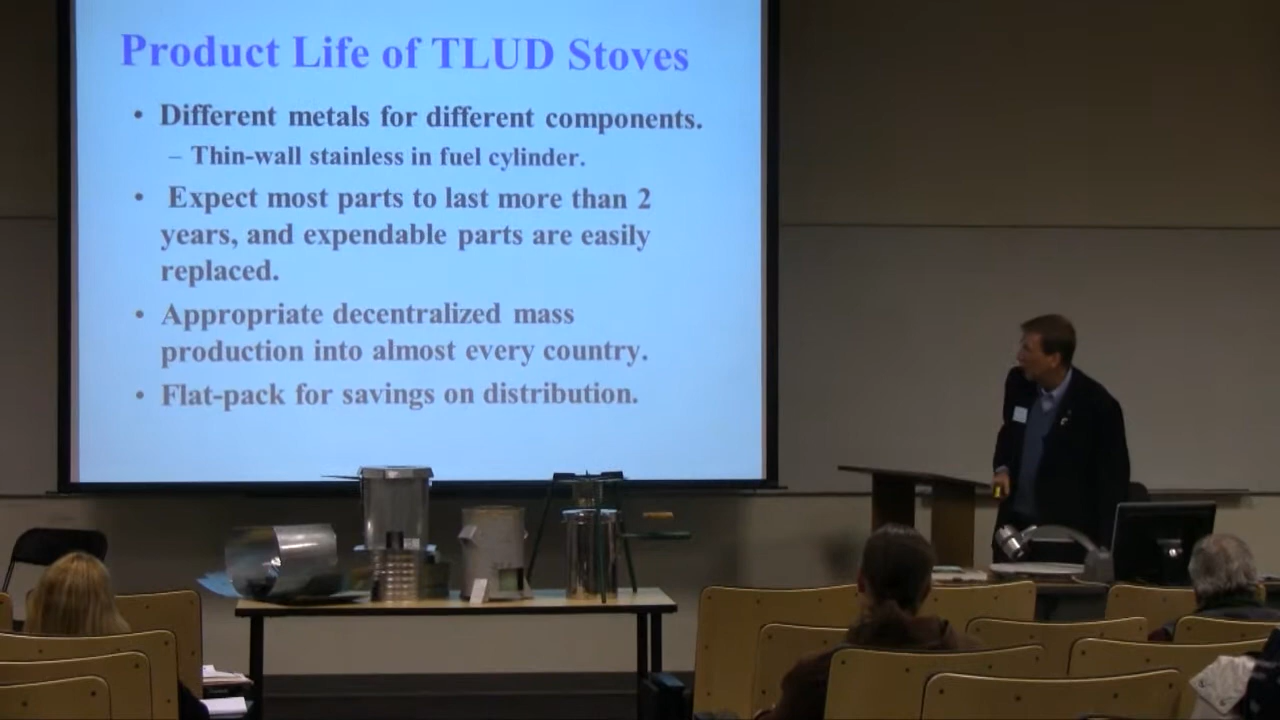 Product Life of TLUD Stoves
• Different metals for different components.
– Thin-wall stainless in fuel cylinder.
• Expect most parts to last more than 2
years, and expendable parts are easily
replaced.
• Appropriate decentralized mass
production into almost every country.
• Flat-pack for savings on distribution.